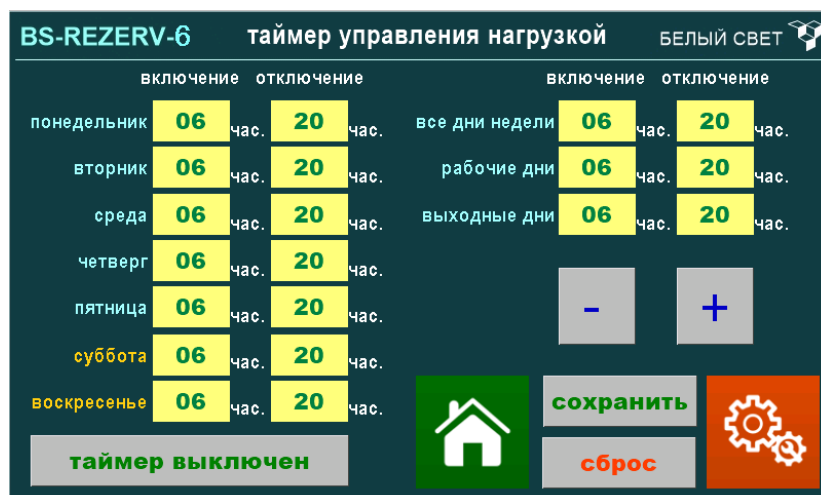 BS-REZERV-6 таймер управления нагрузкой БЕЛЫЙ СВЕТ
включение отключение включение отключение
понедельник 06 час. 20 час. все дни недели 06 час. 20 час.
вторник 06 час. 20 час. рабочие дни 06 час. 20 час.
среда 06 час. 20 час. выходные дни 06 час. 20 час.
четверг 06 час. 20 час.
пятница 06 час. 20 час. - +
суббота 06 час. 20 час.
воскресенье 06 час. 20 час. сохранить
таймер выключен сброс